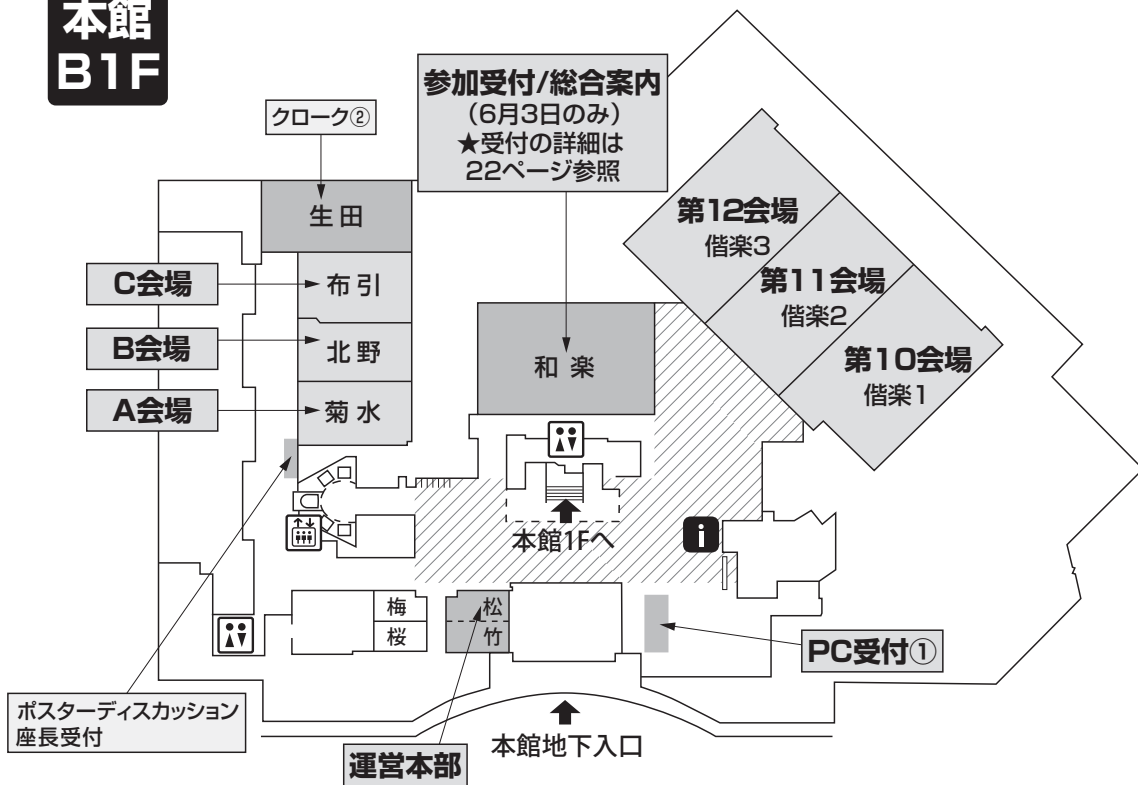 本館
B1F
参加受付/総合案内
(6月3日のみ)
★受付の詳細は
22ページ参照
クローク②
生田
第12会場
偕楽3
C会場
布引
第11会場
偕楽2
B会場
北野
和楽
第10会場
偕楽1
A会場
菊水
本館1Fへ
i
梅
松
桜
竹
PC受付①
ポスターディスカッション
座長受付
本館地下入口
運営本部